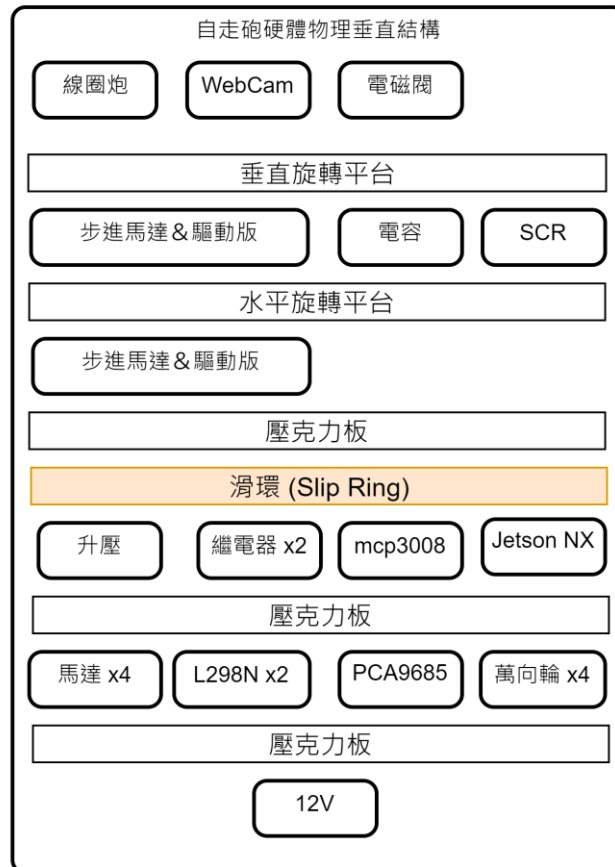 自走砲硬體物理垂直結構
線圈炮
WebCam
電磁閥
垂直旋轉平台
步進馬達&驅動版
電容
SCR
水平旋轉平台
步進馬達&驅動版
壓克力板
滑環 (Slip Ring)
升壓
繼電器 x2
mcp3008
Jetson NX
壓克力板
馬達 x4
L298N x2
PCA9685
萬向輪 x4
壓克力板
12V